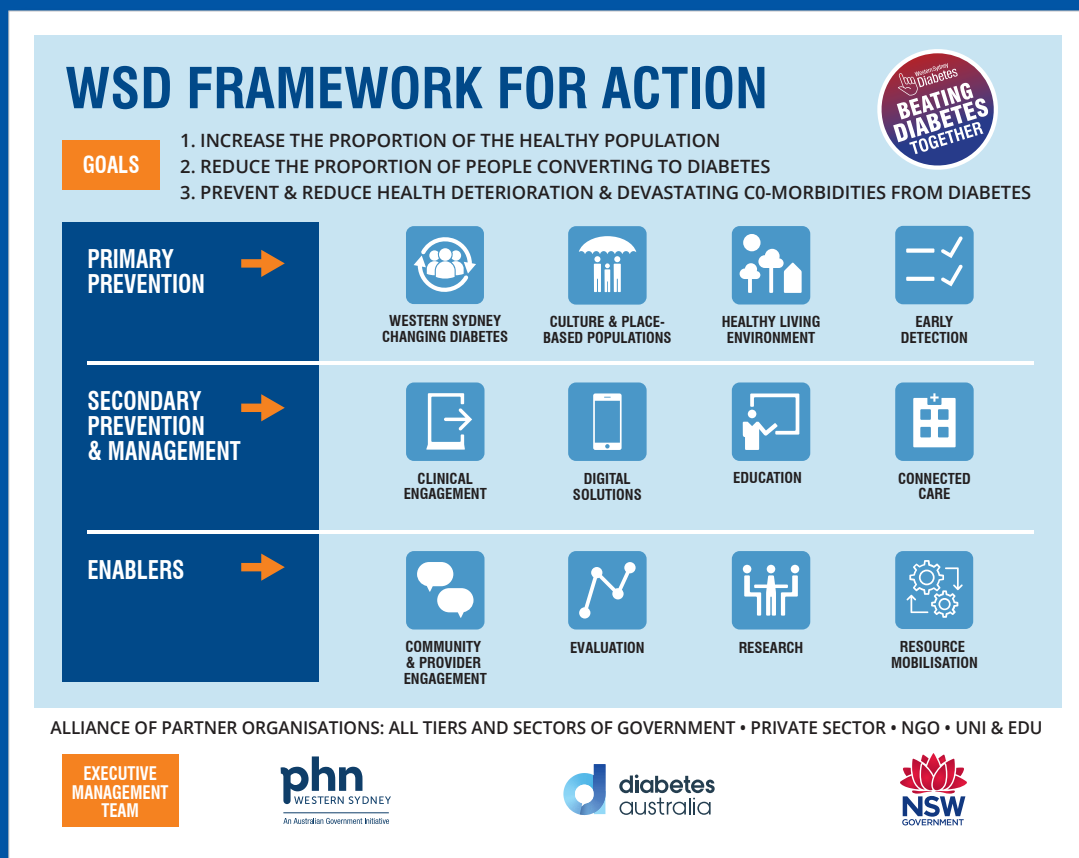 WSD FRAMEWORK FOR ACTION
Western Sydney
Diabetes
BEATING
DIABETES
TOGETHER
GOALS
1. INCREASE THE PROPORTION OF THE HEALTHY POPULATION
2. REDUCE THE PROPORTION OF PEOPLE CONVERTING TO DIABETES
3. PREVENT & REDUCE HEALTH DETERIORATION & DEVASTATING C0-MORBIDITIES FROM DIABETES
PRIMARY
PREVENTION
WESTERN SYDNEY
CHANGING DIABETES
CULTURE & PLACE-
BASED POPULATIONS
HEALTHY LIVING
ENVIRONMENT
EARLY
DETECTION
SECONDARY
PREVENTION
& MANAGEMENT
CLINICAL
ENGAGEMENT
DIGITAL
SOLUTIONS
EDUCATION
CONNECTED
CARE
ENABLERS
COMMUNITY
& PROVIDER
ENGAGEMENT
EVALUATION
RESEARCH
RESOURCE
MOBILISATION
ALLIANCE OF PARTNER ORGANISATIONS: ALL TIERS AND SECTORS OF GOVERNMENT • PRIVATE SECTOR • NGO • UNI & EDU
EXECUTIVE
MANAGEMENT
TEAM
phn
WESTERN SYDNEY
An Australian Government Initiative
diabetes
australia
NSW
GOVERNMENT